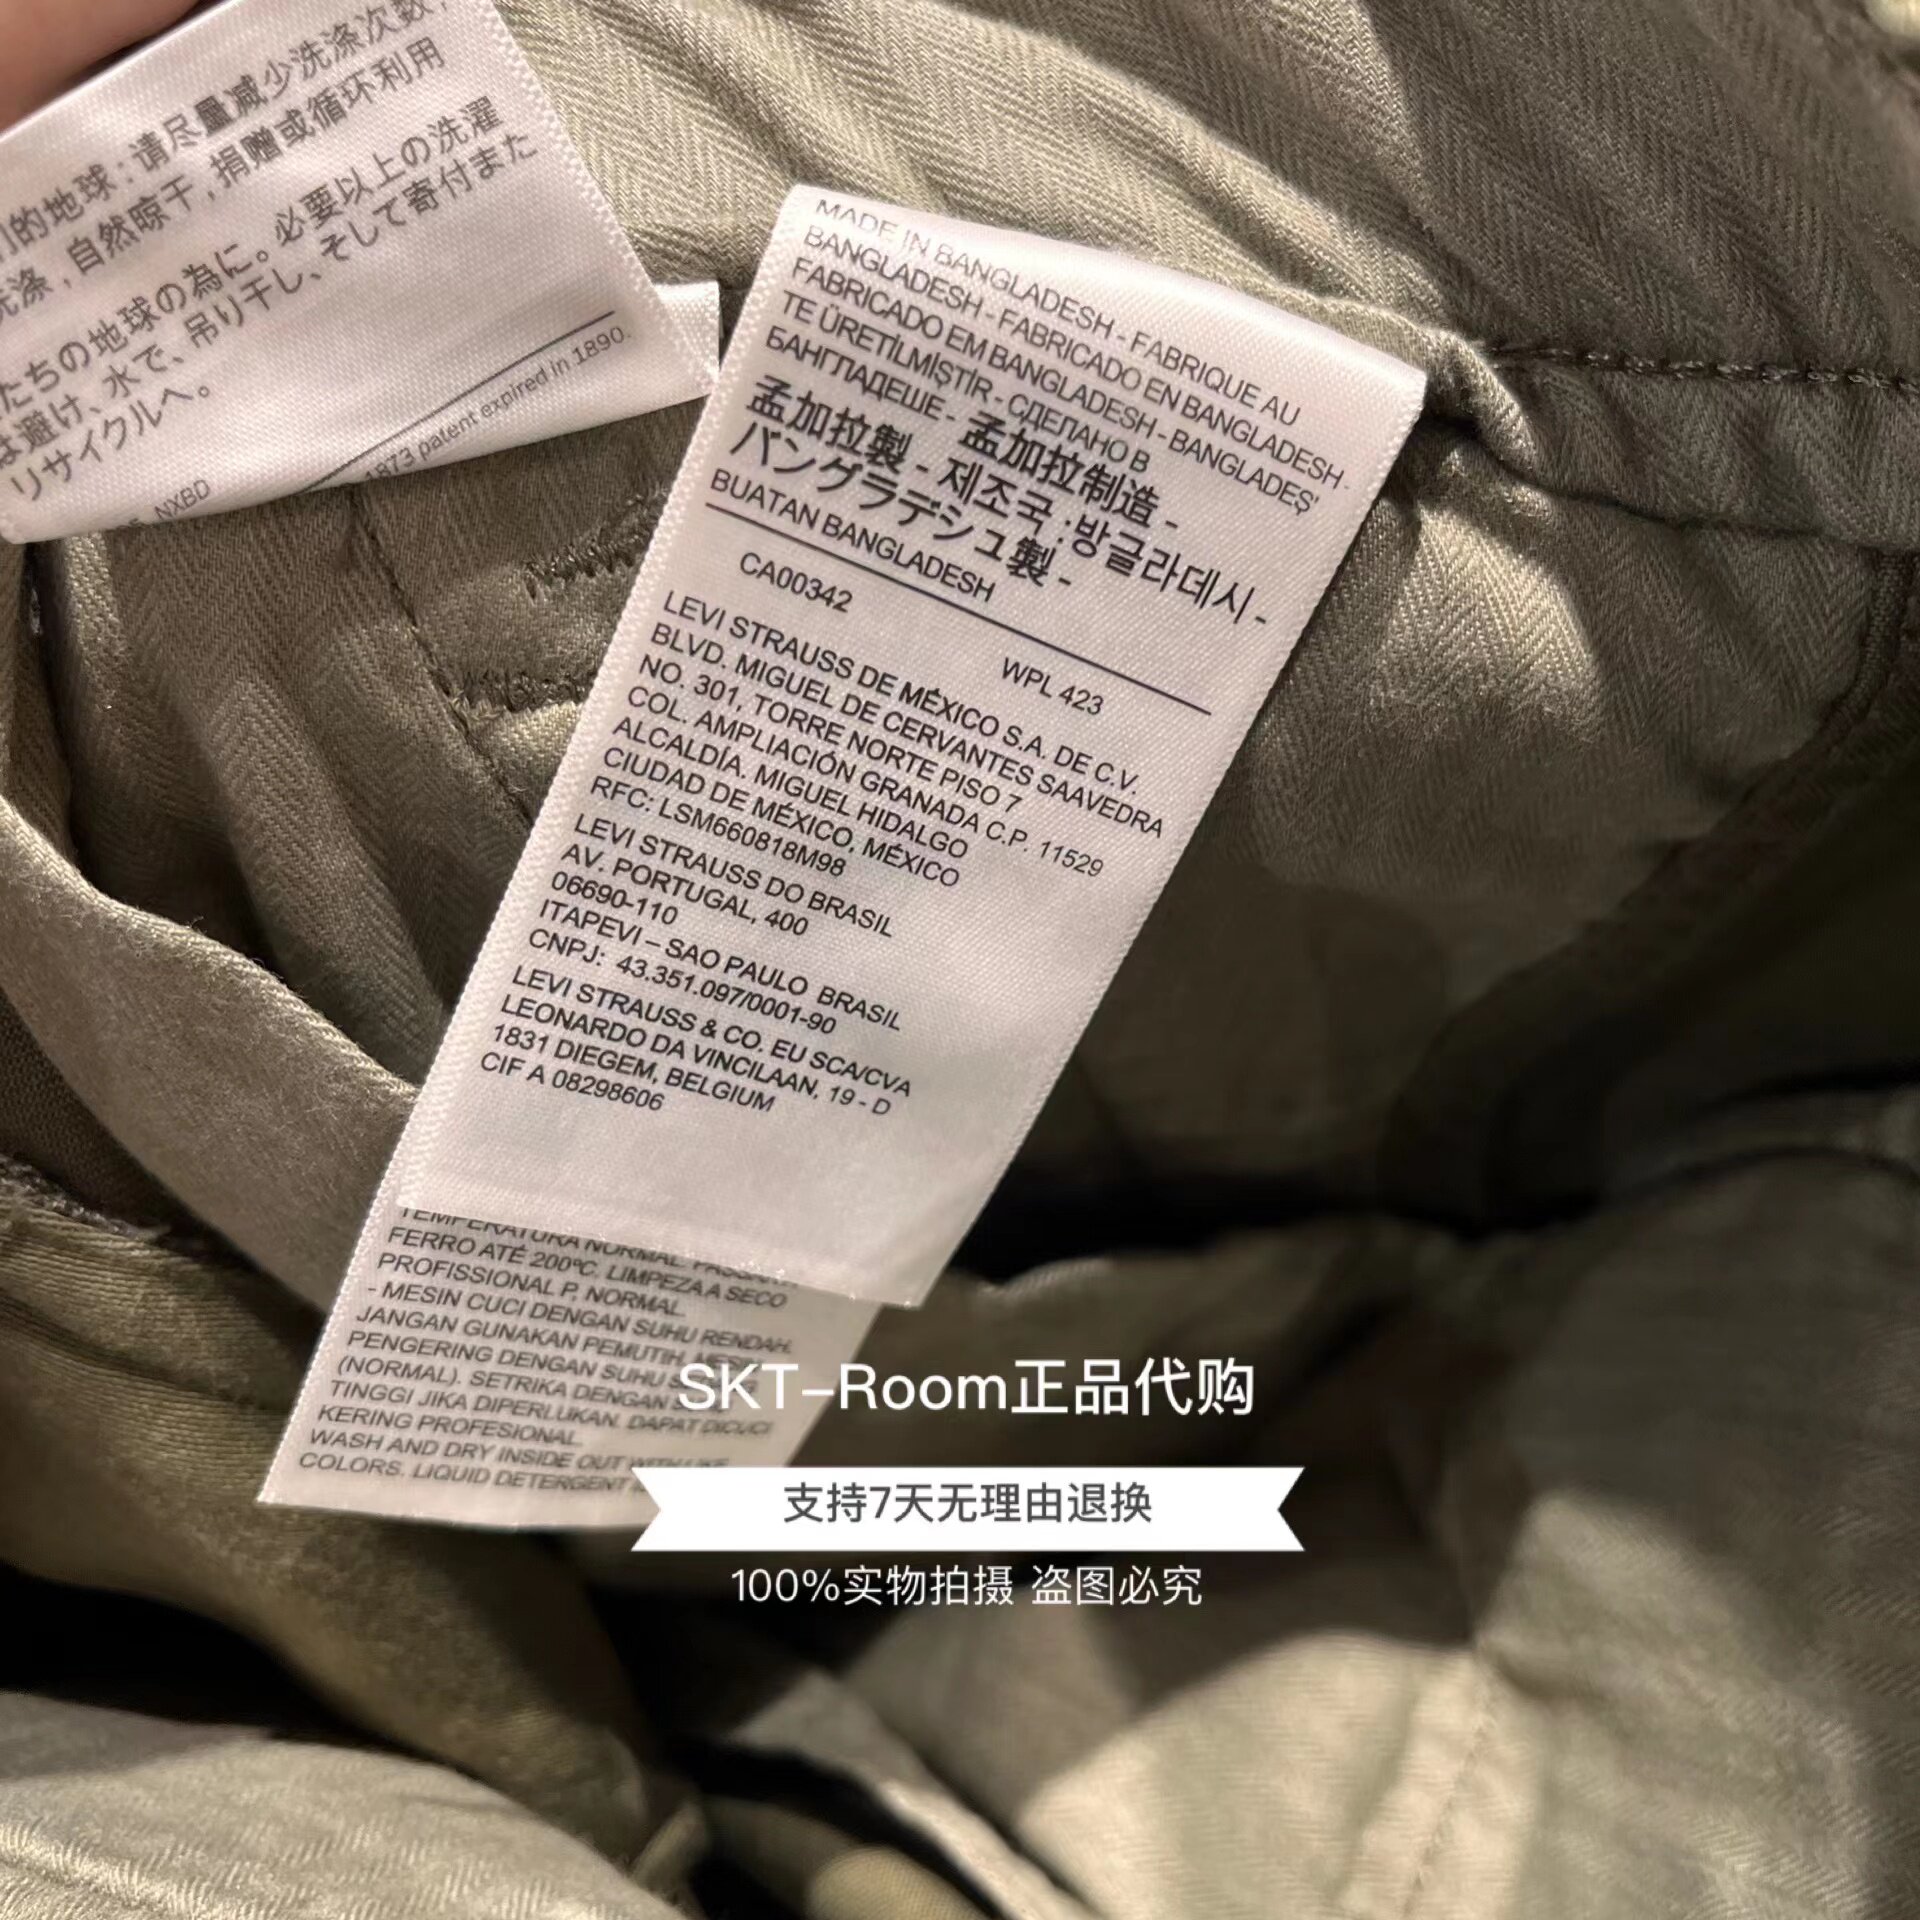 们的地球：请尽量减少洗涤次数，
洗涤，自然晾干，捐赠或循环利用
たちの地球の為に。必要以上の洗濯
は避け、水で、吊り干し、そして寄付また
リサイクルへ。
1873 patent expired in 1890.
NXBD
MADE IN BANGLADESH - FABRIQUE AU
BANGLADESH - FABRICADO EN BANGLADESH -
FABRICADO EM BANGLADESH - BANGLADEŞ'
TE ÜRETİLMİŞTİR - СДЕЛАНО В
БАНГЛАДЕШЕ - 孟加拉制造 -
孟加拉製 - 제조국 :방글라데시 -
バングラデシュ製 -
BUATAN BANGLADESH
CA00342 WPL 423
LEVI STRAUSS DE MÉXICO S.A. DE C.V.
BLVD. MIGUEL DE CERVANTES SAAVEDRA
NO. 301, TORRE NORTE PISO 7
COL. AMPLIACIÓN GRANADA C.P. 11529
ALCALDÍA. MIGUEL HIDALGO
CIUDAD DE MÉXICO, MÉXICO
RFC: LSM660818M98
LEVI STRAUSS DO BRASIL
AV. PORTUGAL, 400
06690-110
ITAPEVI – SAO PAULO BRASIL
CNPJ: 43.351.097/0001-90
LEVI STRAUSS & CO. EU SCA/CVA
LEONARDO DA VINCILAAN, 19 - D
1831 DIEGEM, BELGIUM
CIF A 08298606
TEMPERATURA NORMAL.
FERRO ATÉ 200ºC. LIMPEZA A SECO
PROFISSIONAL P, NORMAL.
- MESIN CUCI DENGAN SUHU RENDAH.
JANGAN GUNAKAN PEMUTIH.
PENGERING DENGAN SUHU
(NORMAL). SETRIKA DENGAN
TINGGI JIKA DIPERLUKAN. DAPAT DICUCI
KERING PROFESIONAL.
WASH AND DRY INSIDE OUT WITH LIKE
COLORS. LIQUID DETERGENT
SKT-Room正品代购
支持7天无理由退换
100%实物拍摄 盗图必究